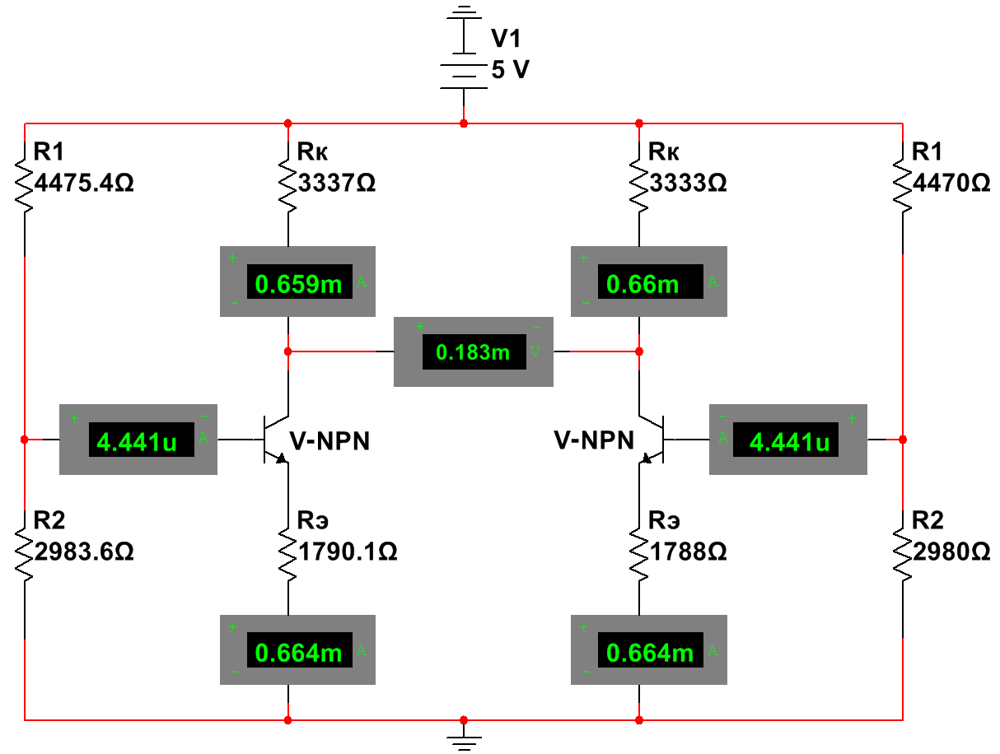 V1
5 V
R1
4475.4Ω
Rк
3337Ω
Rк
3333Ω
R1
4470Ω
+
0.659m A
−
+
0.66m A
−
+ −
0.183m V
+ −
4.441u A
V-NPN
V-NPN
− +
A 4.441u
R2
2983.6Ω
Rэ
1790.1Ω
Rэ
1788Ω
R2
2980Ω
+
0.664m A
−
+
0.664m A
−